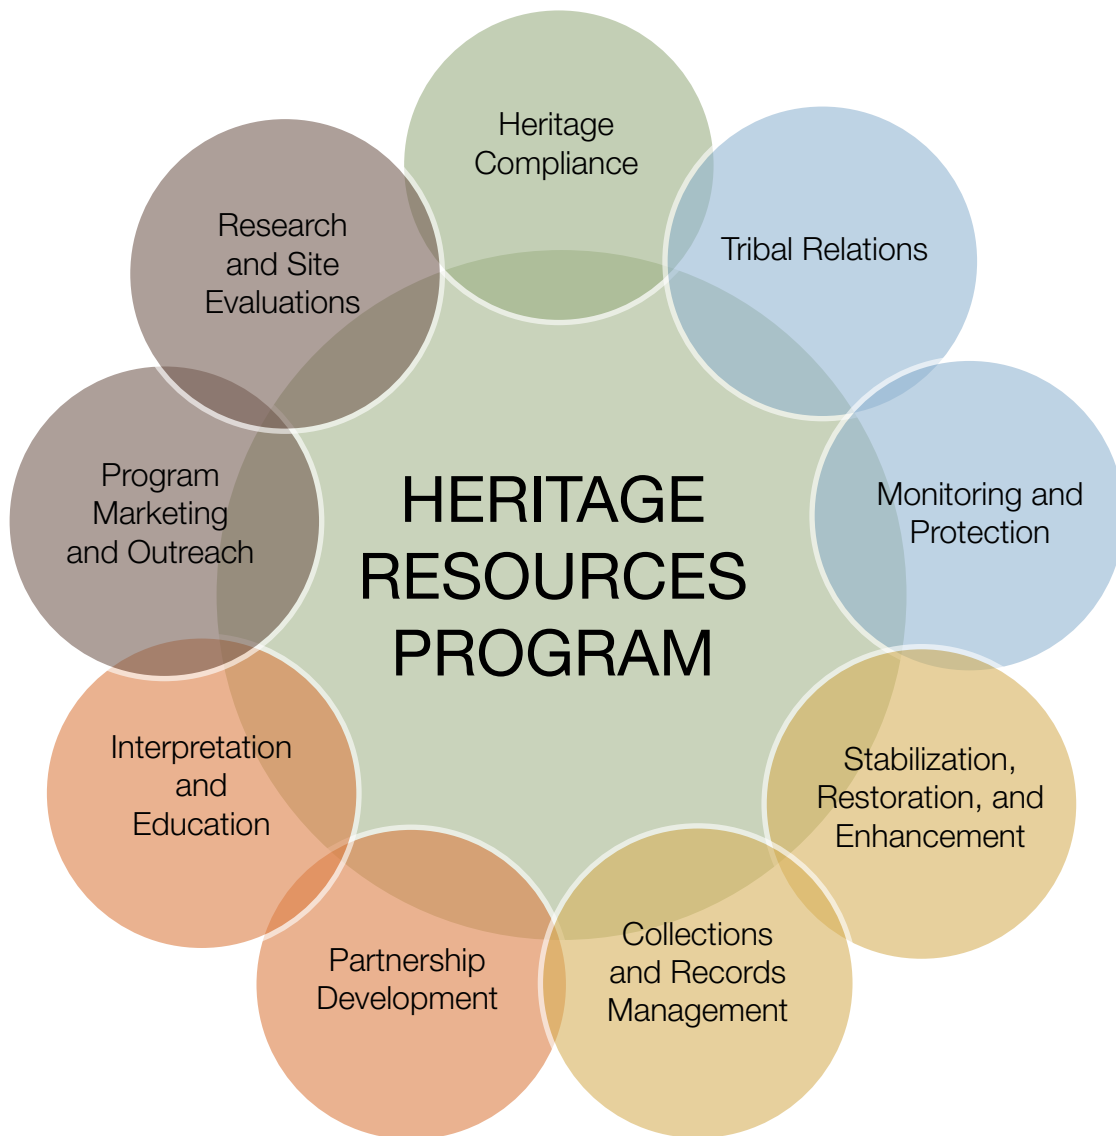 Heritage
Compliance
Tribal Relations
Monitoring and
Protection
Stabilization,
Restoration, and
Enhancement
Collections
and Records
Management
Partnership
Development
Interpretation
and
Education
Program
Marketing
and Outreach
Research
and Site
Evaluations
HERITAGE
RESOURCES
PROGRAM